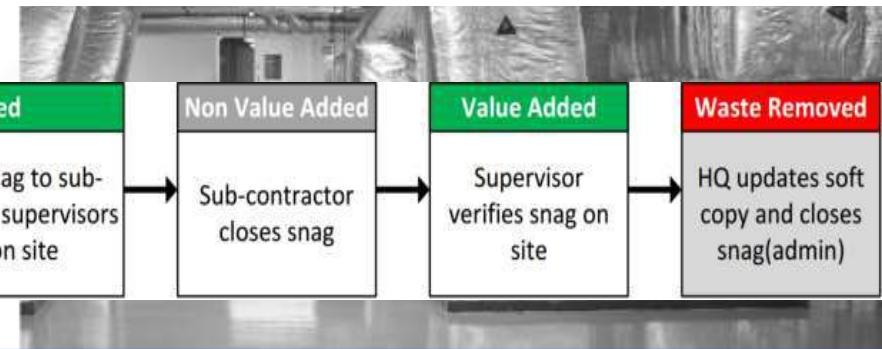 ed
ag to sub-
supervisors
on site
Non Value Added
Sub-contractor
closes snag
Value Added
Supervisor
verifies snag on
site
Waste Removed
HQ updates soft
copy and closes
snag(admin)